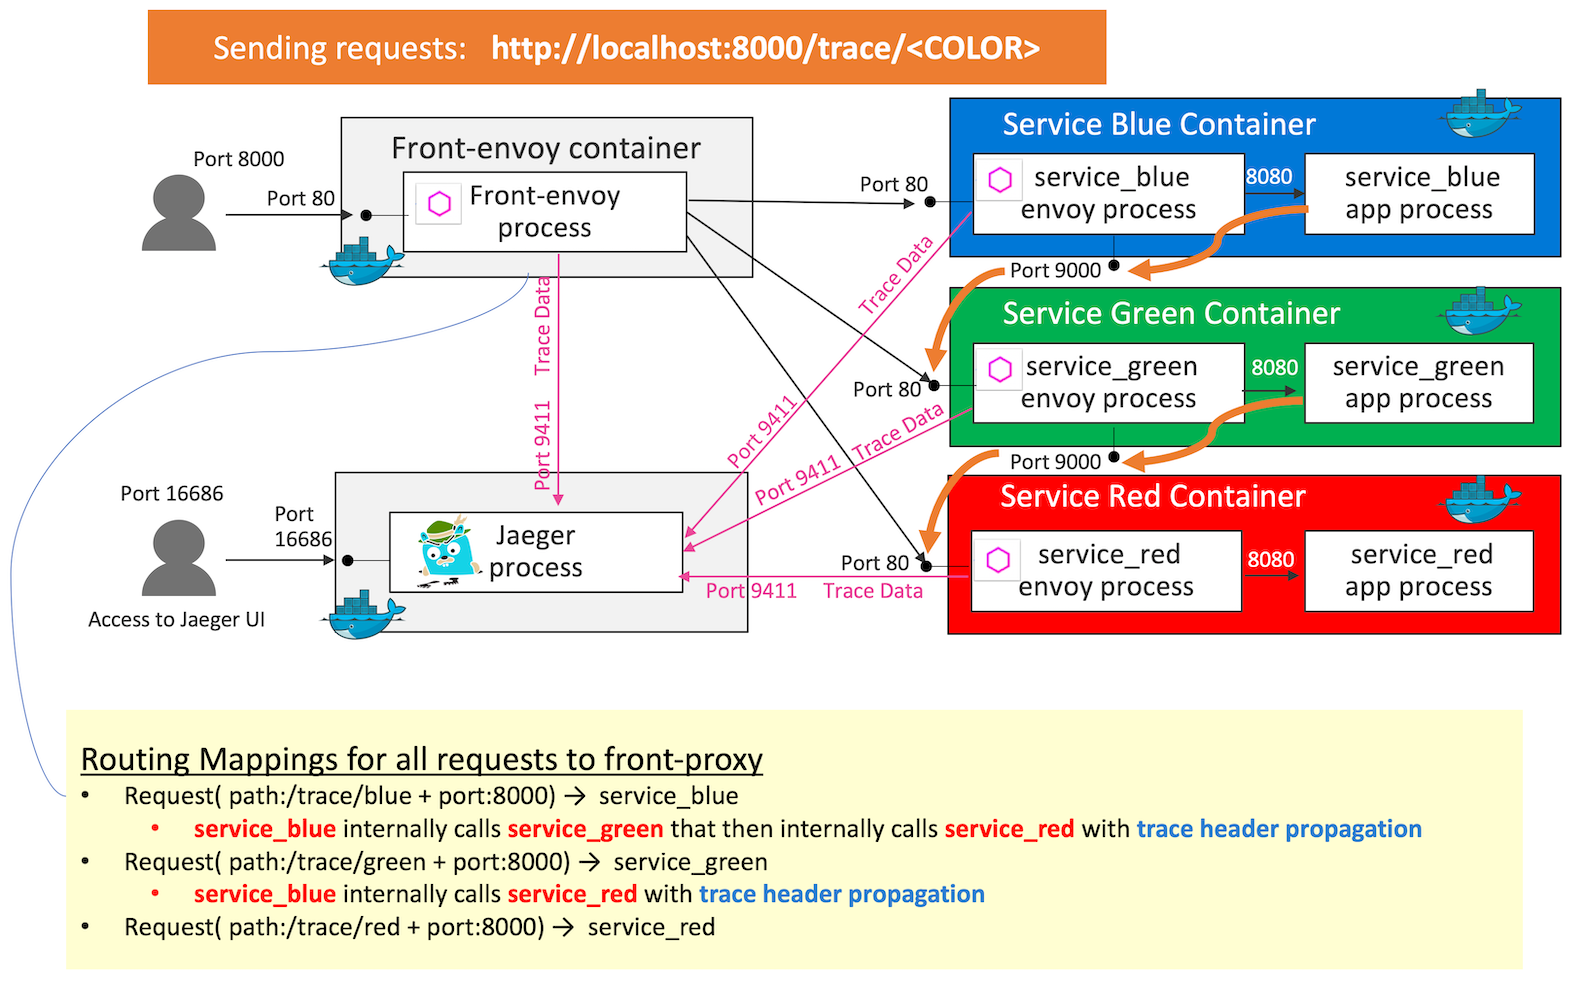 Sending requests: http://localhost:8000/trace/<COLOR>
Port 8000
Port 80
Front-envoy container
Front-envoy
process
Port 9411 Trace Data
Port 80
Service Blue Container
service_blue
envoy process
8080
service_blue
app process
Port 9000
Port 9411 Trace Data
Port 80
Service Green Container
service_green
envoy process
8080
service_green
app process
Port 9000
Port 9411 Trace Data
Port 80
Service Red Container
service_red
envoy process
8080
service_red
app process
Port 9411 Trace Data
Port 16686
Port
16686
Access to Jaeger UI
Jaeger
process
Routing Mappings for all requests to front-proxy
• Request( path:/trace/blue + port:8000) → service_blue
• service_blue internally calls service_green that then internally calls service_red with trace header propagation
• Request( path:/trace/green + port:8000) → service_green
• service_blue internally calls service_red with trace header propagation
• Request( path:/trace/red + port:8000) → service_red